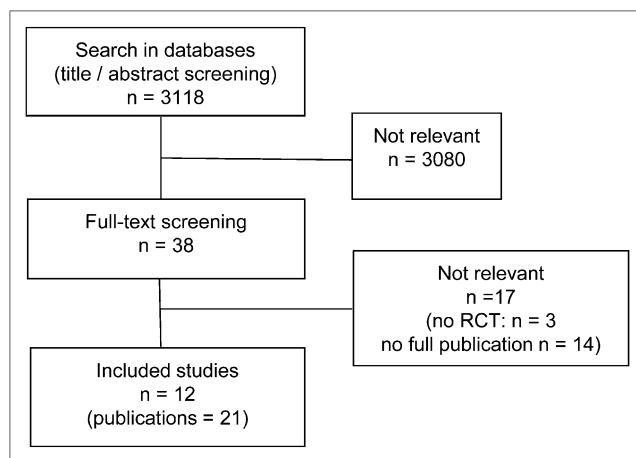 Search in databases
(title / abstract screening)
n = 3118
Not relevant
n = 3080
Full-text screening
n = 38
Not relevant
n =17
(no RCT: n = 3
no full publication n = 14)
Included studies
n = 12
(publications = 21)